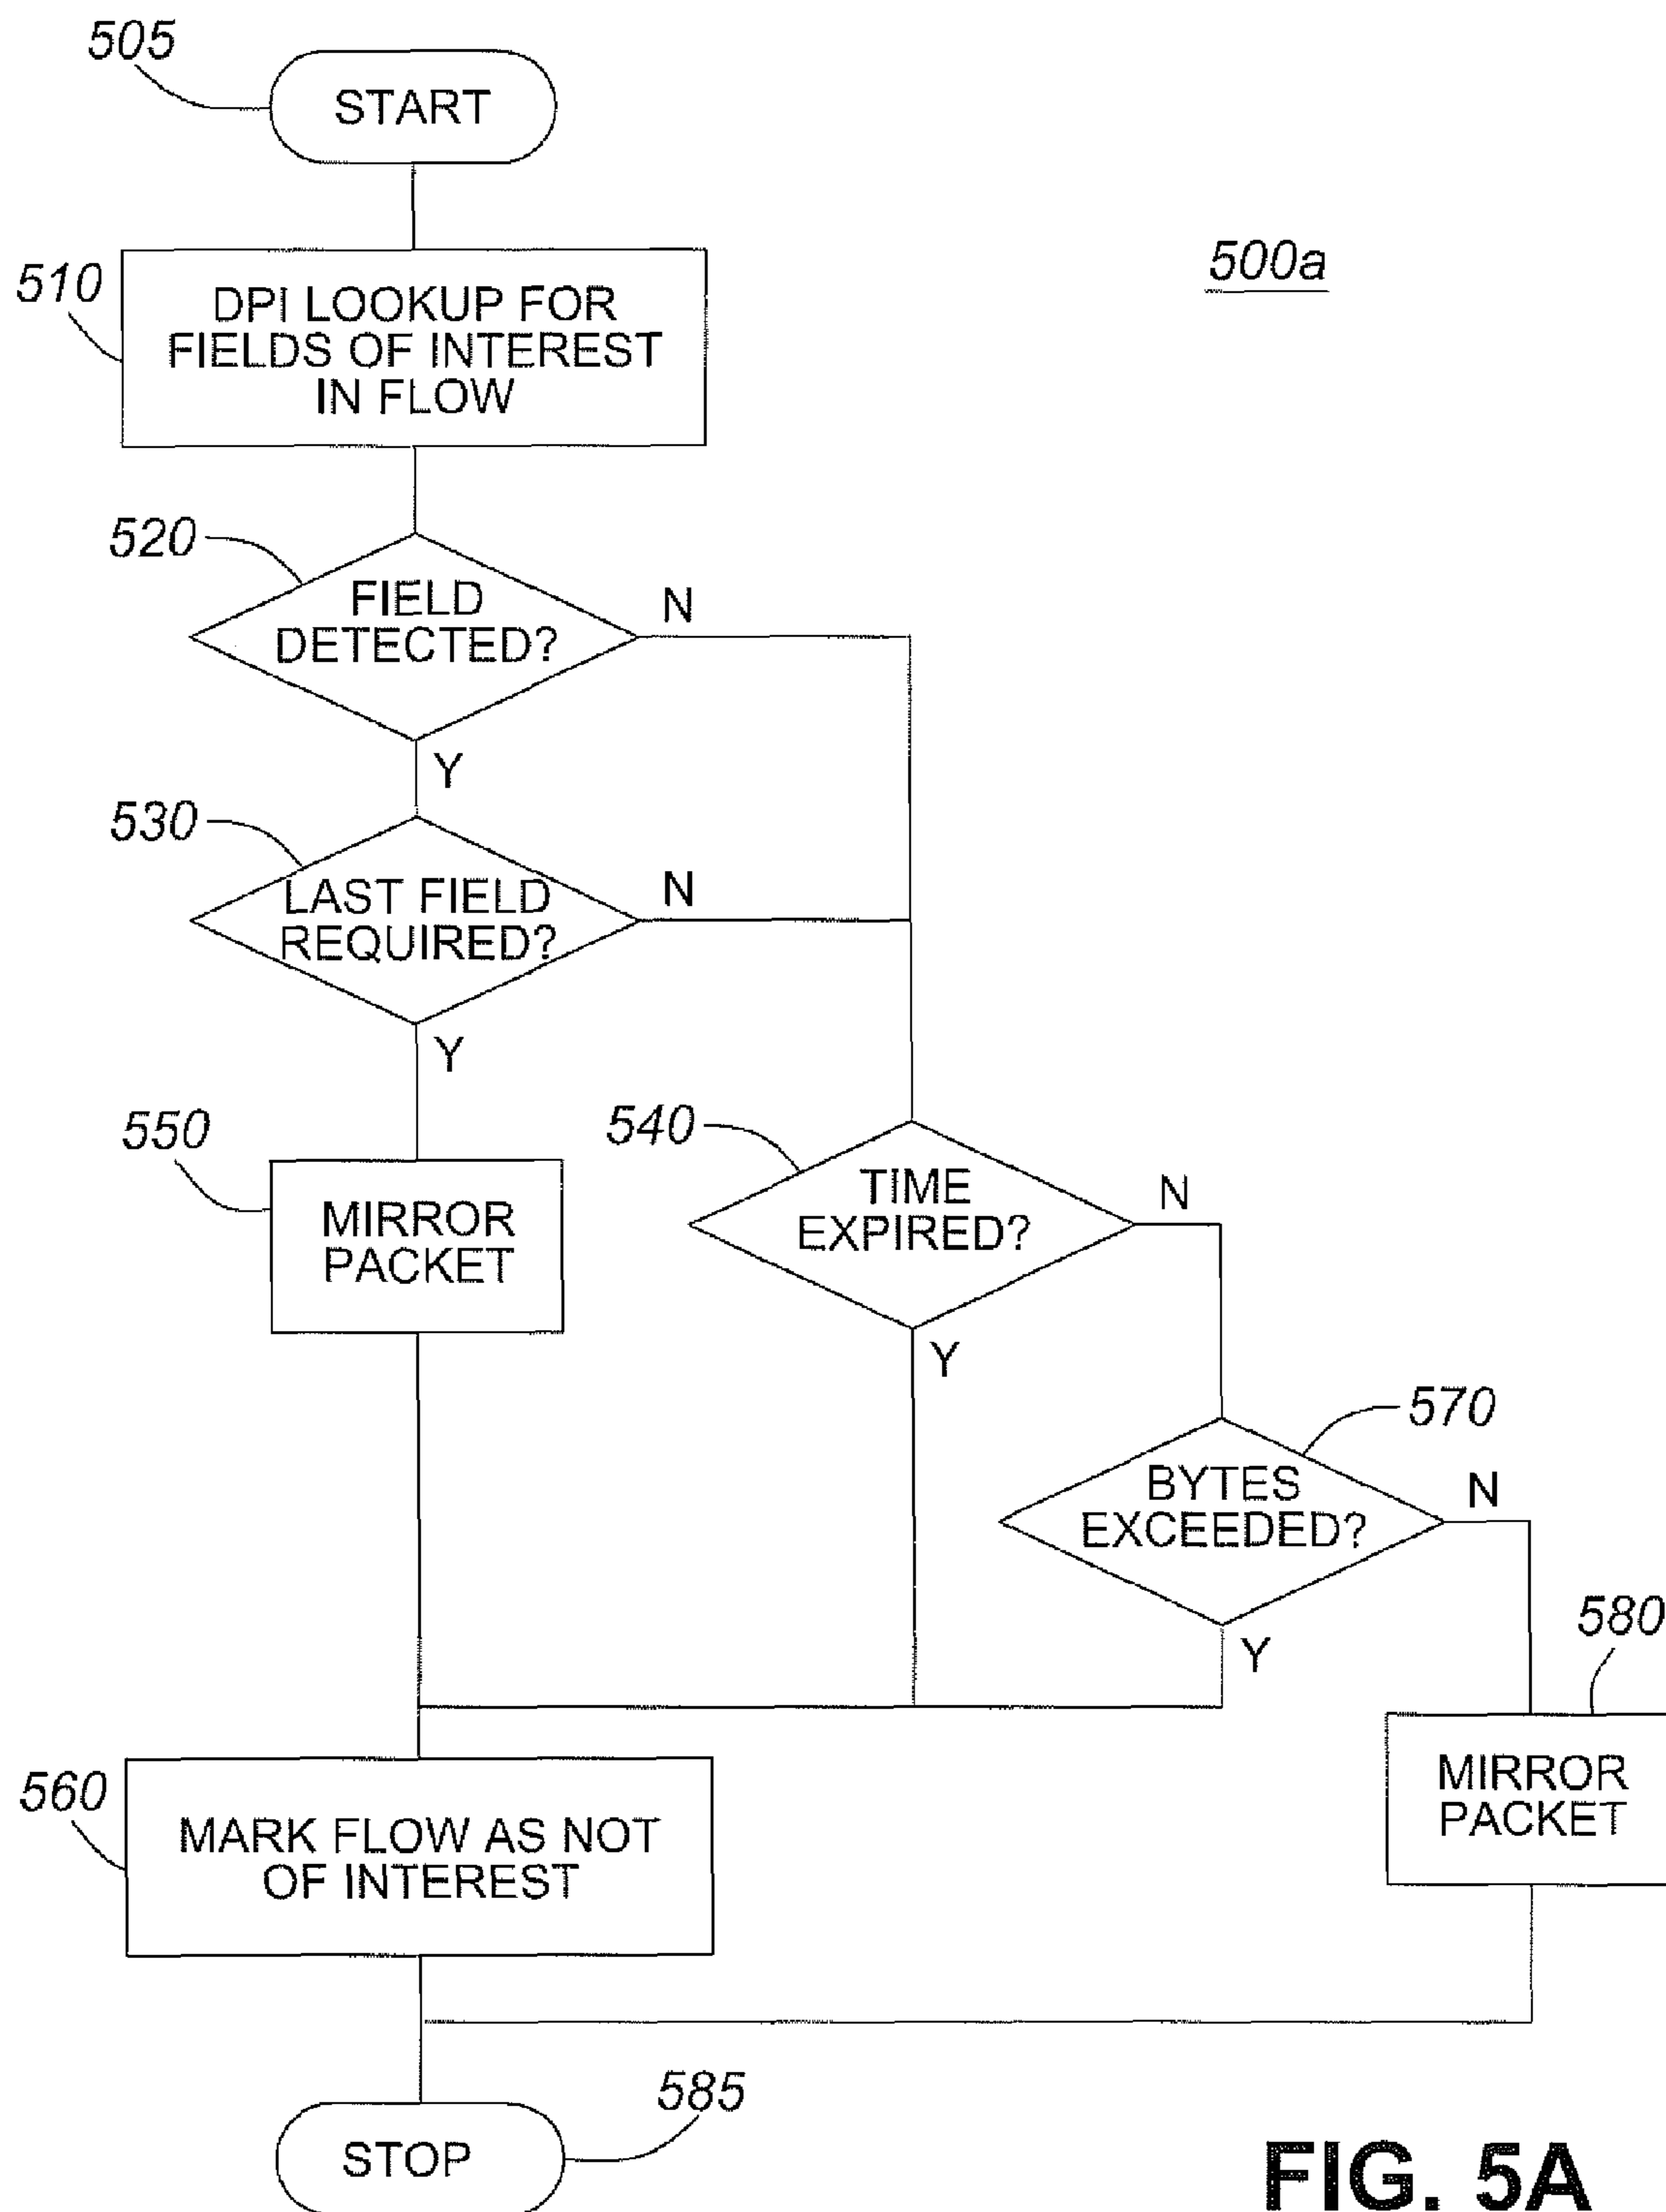 505
START
500a
510
DPI LOOKUP FOR
FIELDS OF INTEREST
IN FLOW
520
FIELD
DETECTED?
N
Y
530
LAST FIELD
REQUIRED?
N
Y
550
MIRROR
PACKET
540
TIME
EXPIRED?
N
Y
570
BYTES
EXCEEDED?
N
Y
580
MIRROR
PACKET
560
MARK FLOW AS NOT
OF INTEREST
585
STOP
FIG. 5A